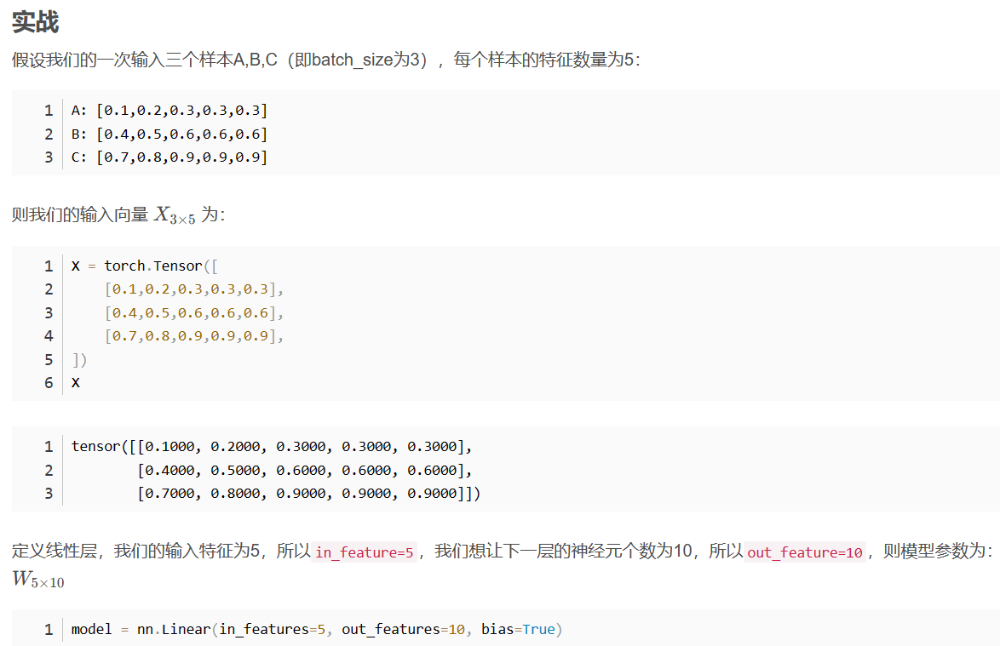 实战
假设我们的一次输入三个样本A,B,C（即batch_size为3），每个样本的特征数量为5：
1 A: [0.1,0.2,0.3,0.3,0.3]
2 B: [0.4,0.5,0.6,0.6,0.6]
3 C: [0.7,0.8,0.9,0.9,0.9]
则我们的输入向量 X3×5 为：
1 X = torch.Tensor([
2     [0.1,0.2,0.3,0.3,0.3],
3     [0.4,0.5,0.6,0.6,0.6],
4     [0.7,0.8,0.9,0.9,0.9],
5 ])
6 X
1 tensor([[0.1000, 0.2000, 0.3000, 0.3000, 0.3000],
2         [0.4000, 0.5000, 0.6000, 0.6000, 0.6000],
3         [0.7000, 0.8000, 0.9000, 0.9000, 0.9000]])
定义线性层，我们的输入特征为5，所以 in_feature=5 ，我们想让下一层的神经元个数为10，所以 out_feature=10 ，则模型参数为：
W5×10
1 model = nn.Linear(in_features=5, out_features=10, bias=True)